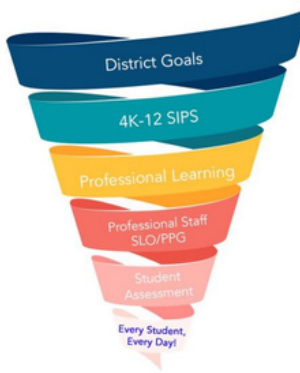 District Goals
4K-12 SIPS
Professional Learning
Professional Staff
SLO/PPG
Student
Assessment
Every Student,
Every Day!